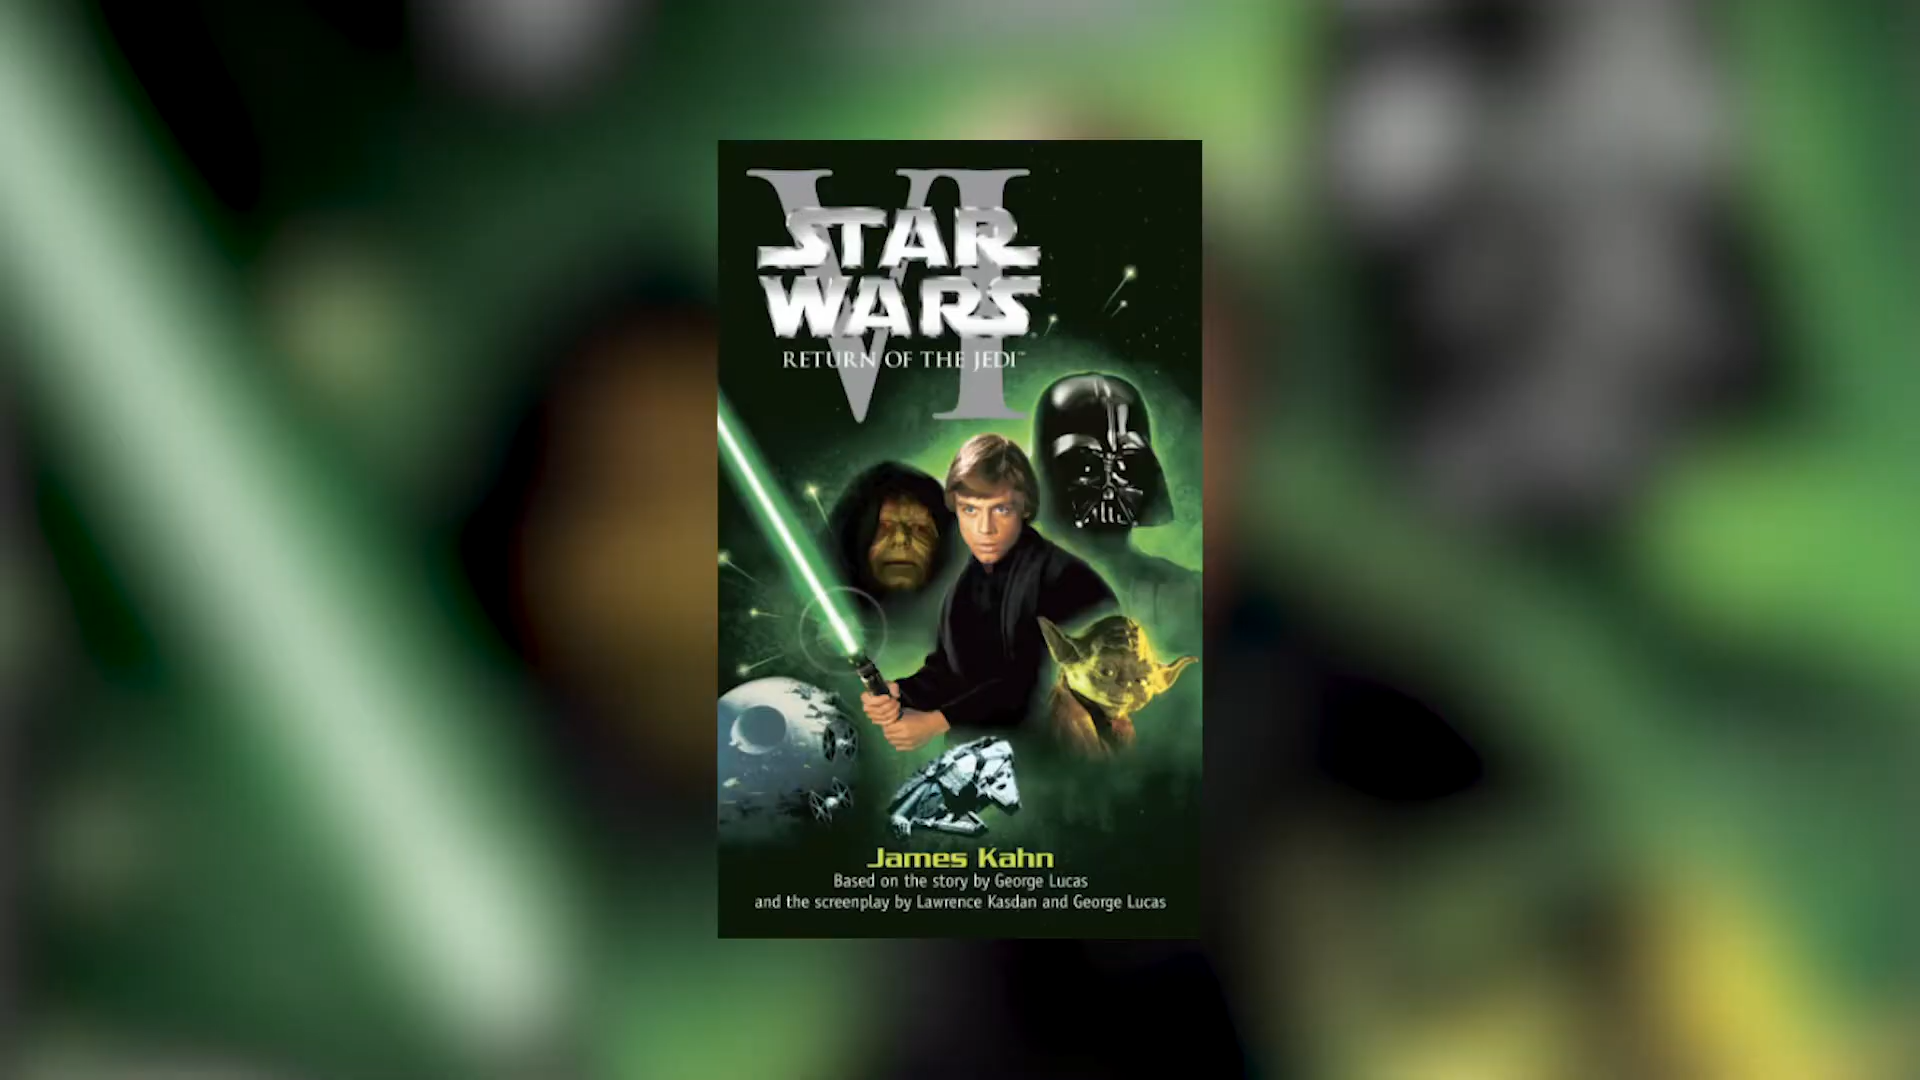 VI
STAR
WARS
RETURN OF THE JEDI™
James Kahn
Based on the story by George Lucas
and the screenplay by Lawrence Kasdan and George Lucas